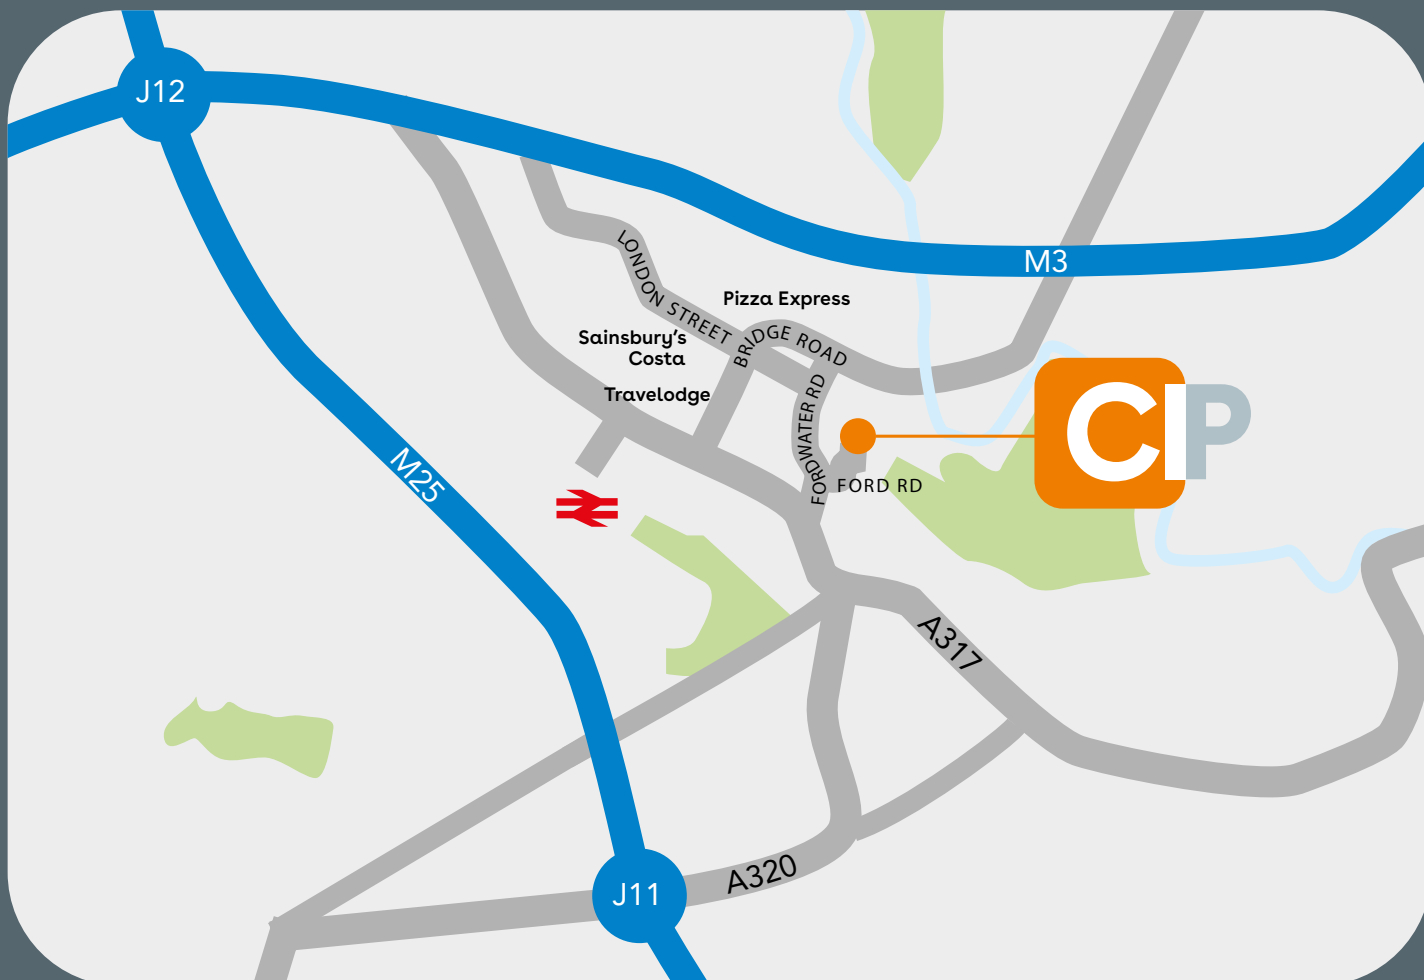 J12
M3
LONDON STREET
Pizza Express
BRIDGE ROAD
Sainsbury's
Costa
Travelodge
FORDWATER RD
CIP
FORD RD
M25
A317
A320
J11